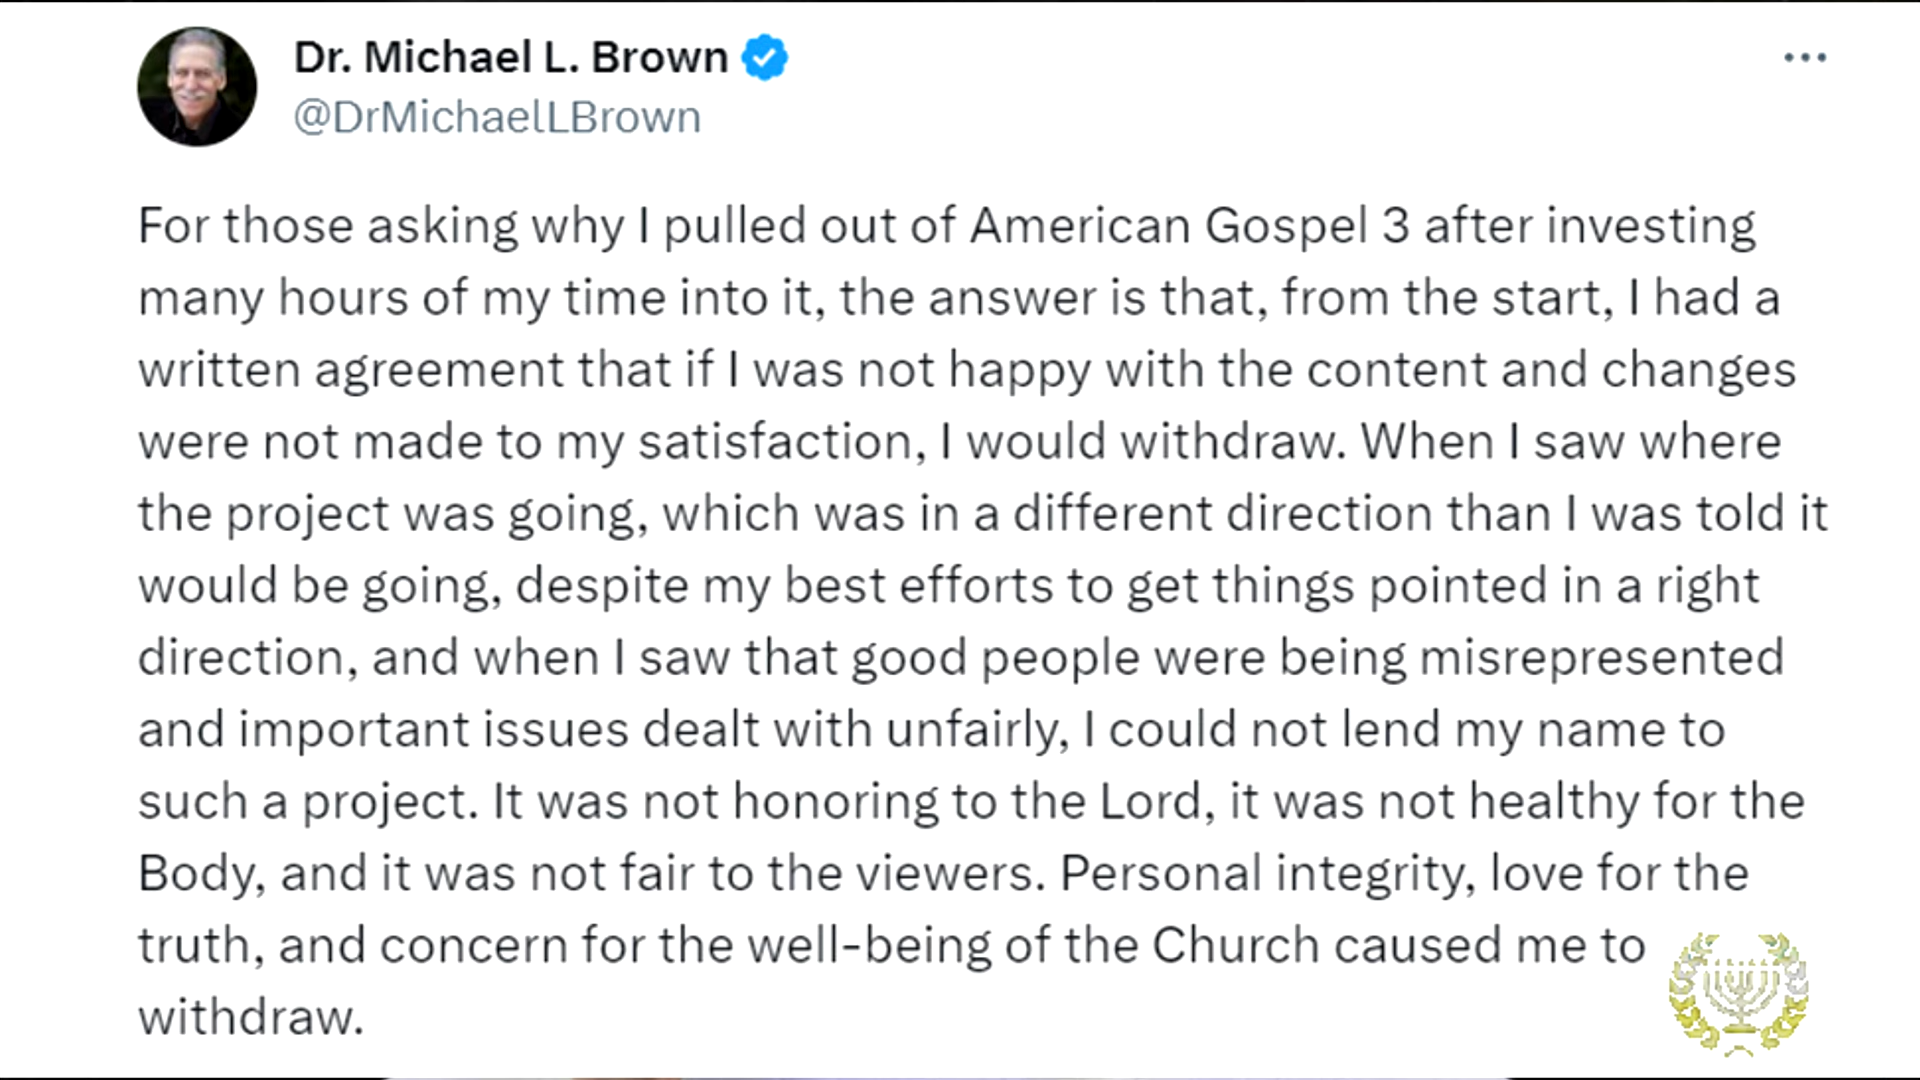 Dr. Michael L. Brown
@DrMichaelLBrown
For those asking why I pulled out of American Gospel 3 after investing
many hours of my time into it, the answer is that, from the start, I had a
written agreement that if I was not happy with the content and changes
were not made to my satisfaction, I would withdraw. When I saw where
the project was going, which was in a different direction than I was told it
would be going, despite my best efforts to get things pointed in a right
direction, and when I saw that good people were being misrepresented
and important issues dealt with unfairly, I could not lend my name to
such a project. It was not honoring to the Lord, it was not healthy for the
Body, and it was not fair to the viewers. Personal integrity, love for the
truth, and concern for the well-being of the Church caused me to
withdraw.